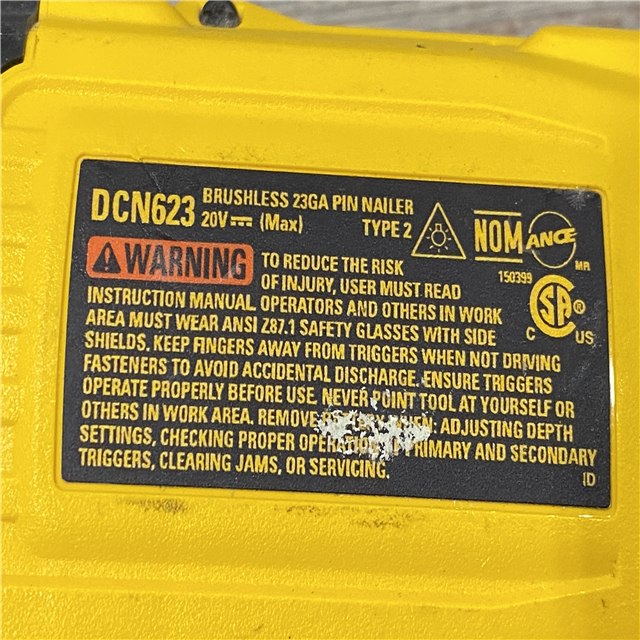 DCN623 BRUSHLESS 23GA PIN NAILER
20V (Max) TYPE 2
NOM ANCE
MR
150399
SA ®
C US
WARNING TO REDUCE THE RISK
OF INJURY, USER MUST READ
INSTRUCTION MANUAL. OPERATORS AND OTHERS IN WORK
AREA MUST WEAR ANSI Z87.1 SAFETY GLASSES WITH SIDE
SHIELDS. KEEP FINGERS AWAY FROM TRIGGERS WHEN NOT DRIVING
FASTENERS TO AVOID ACCIDENTAL DISCHARGE. ENSURE TRIGGERS
OPERATE PROPERLY BEFORE USE. NEVER POINT TOOL AT YOURSELF OR
OTHERS IN WORK AREA. REMOVE WHEN: ADJUSTING DEPTH
SETTINGS, CHECKING PROPER PRIMARY AND SECONDARY
TRIGGERS, CLEARING JAMS, OR SERVICING.
ID